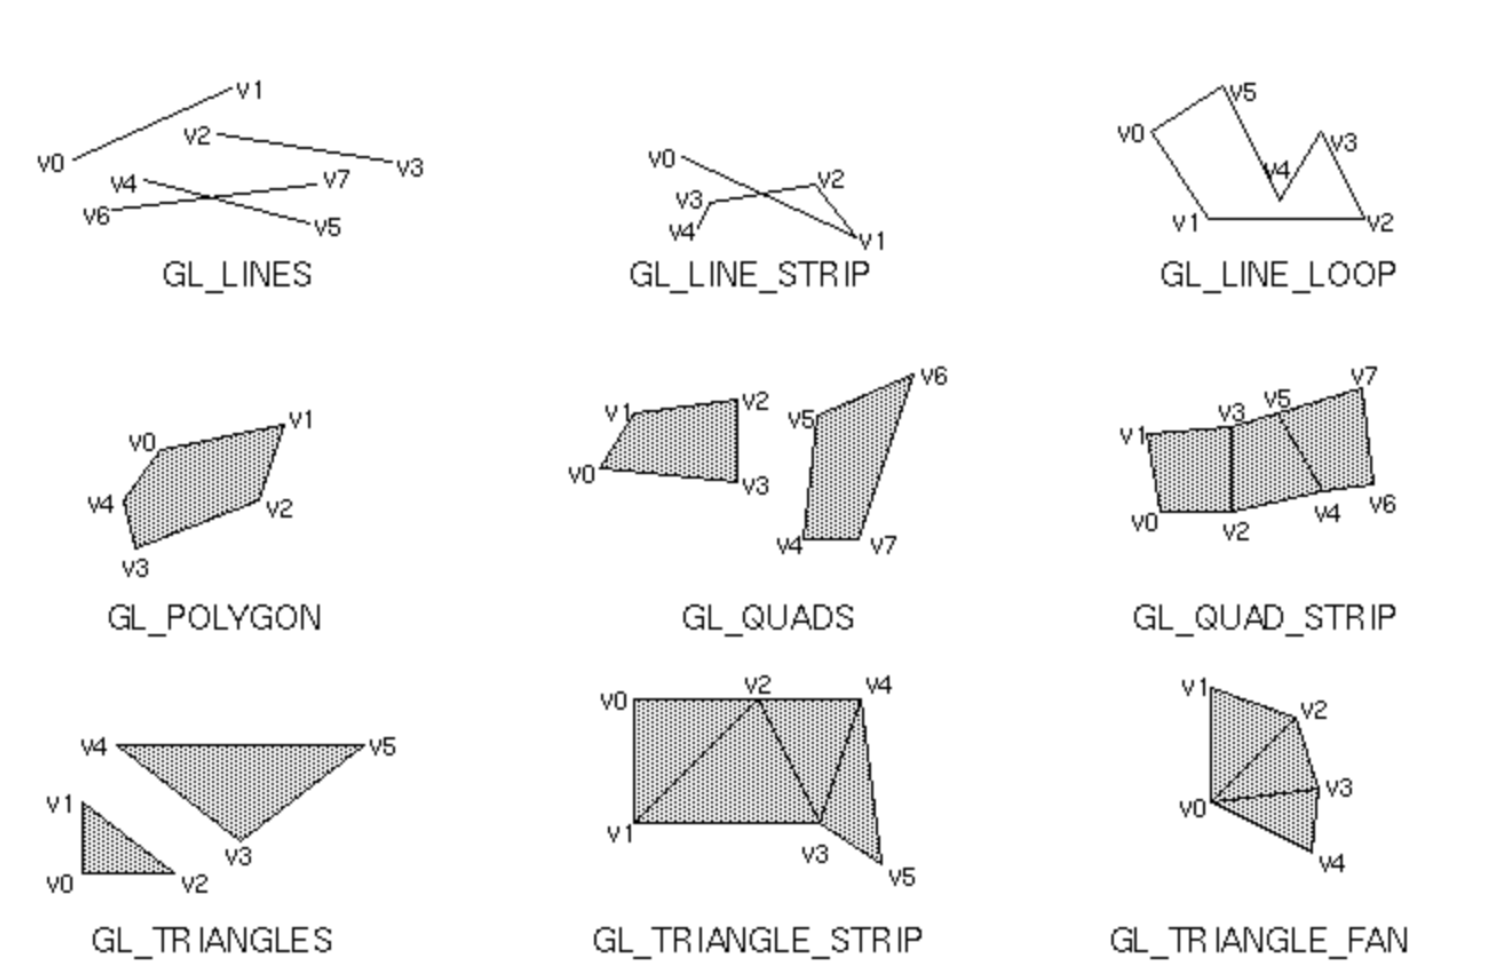 v1
v0
v2
v3
v4
v7
v6
v5
GL_LINES
v0
v2
v3
v4
v1
GL_LINE_STRIP
v5
v0
v3
v4
v1
v2
GL_LINE_LOOP
v1
v0
v4
v2
v3
GL_POLYGON
v1
v2
v0
v3
v6
v5
v4
v7
GL_QUADS
v7
v5
v3
v1
v6
v4
v0
v2
GL_QUAD_STRIP
v4
v5
v1
v3
v0
v2
GL_TRIANGLES
v0
v2
v4
v1
v3
v5
GL_TRIANGLE_STRIP
v1
v2
v3
v0
v4
GL_TRIANGLE_FAN